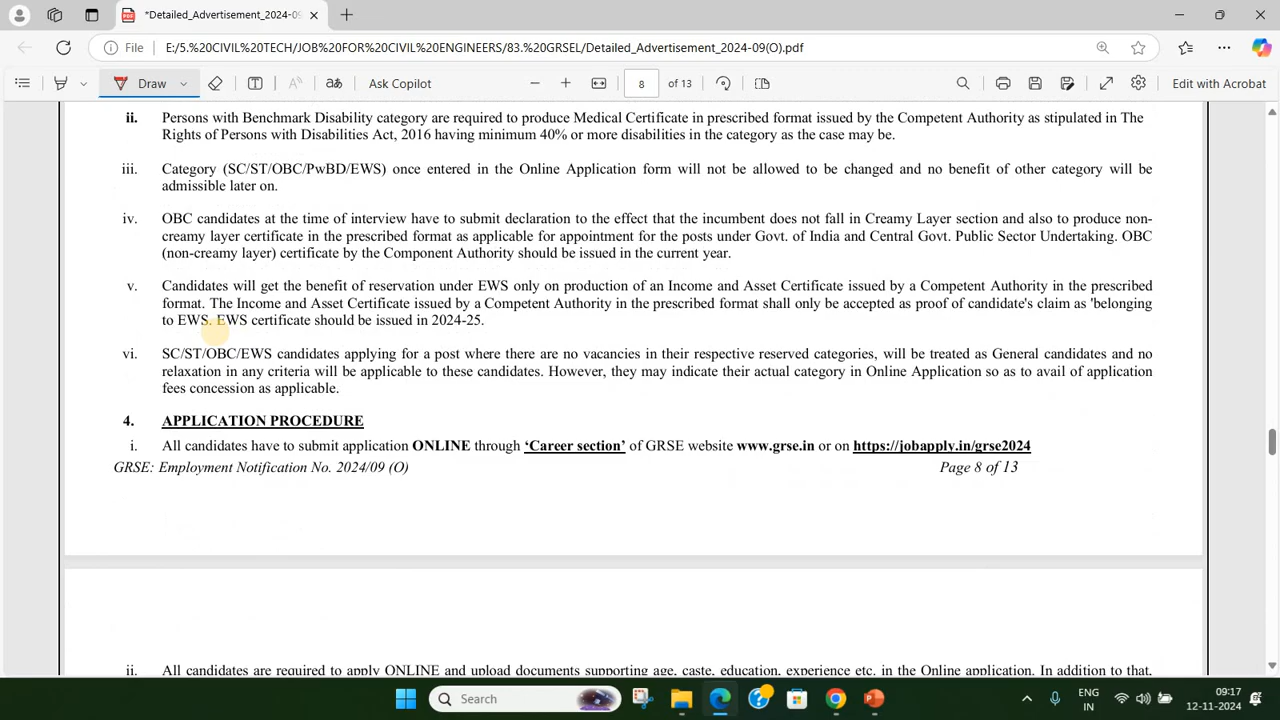 *Detailed_Advertisement_2024-09
File
E:/5.%20CIVIL%20TECH/JOB%20FOR%20CIVIL%20ENGINEERS/83.%20GRSEL/Detailed_Advertisement_2024-09(O).pdf
Draw
Ask Copilot
8 of 13
Edit with Acrobat
ii. Persons with Benchmark Disability category are required to produce Medical Certificate in prescribed format issued by the Competent Authority as stipulated in The
Rights of Persons with Disabilities Act, 2016 having minimum 40% or more disabilities in the category as the case may be.
iii. Category (SC/ST/OBC/PwBD/EWS) once entered in the Online Application form will not be allowed to be changed and no benefit of other category will be
admissible later on.
iv. OBC candidates at the time of interview have to submit declaration to the effect that the incumbent does not fall in Creamy Layer section and also to produce non-
creamy layer certificate in the prescribed format as applicable for appointment for the posts under Govt. of India and Central Govt. Public Sector Undertaking. OBC
(non-creamy layer) certificate by the Component Authority should be issued in the current year.
v. Candidates will get the benefit of reservation under EWS only on production of an Income and Asset Certificate issued by a Competent Authority in the prescribed
format. The Income and Asset Certificate issued by a Competent Authority in the prescribed format shall only be accepted as proof of candidate's claim as 'belonging
to EWS. EWS certificate should be issued in 2024-25.
vi. SC/ST/OBC/EWS candidates applying for a post where there are no vacancies in their respective reserved categories, will be treated as General candidates and no
relaxation in any criteria will be applicable to these candidates. However, they may indicate their actual category in Online Application so as to avail of application
fees concession as applicable.
4. APPLICATION PROCEDURE
i. All candidates have to submit application ONLINE through ‘Career section’ of GRSE website www.grse.in or on https://jobapply.in/grse2024
GRSE: Employment Notification No. 2024/09 (O) Page 8 of 13
ii. All candidates are required to apply ONLINE and upload documents supporting age, caste, education, experience etc. in the Online application. In addition to that,
Search
ENG
IN
09:17
12-11-2024